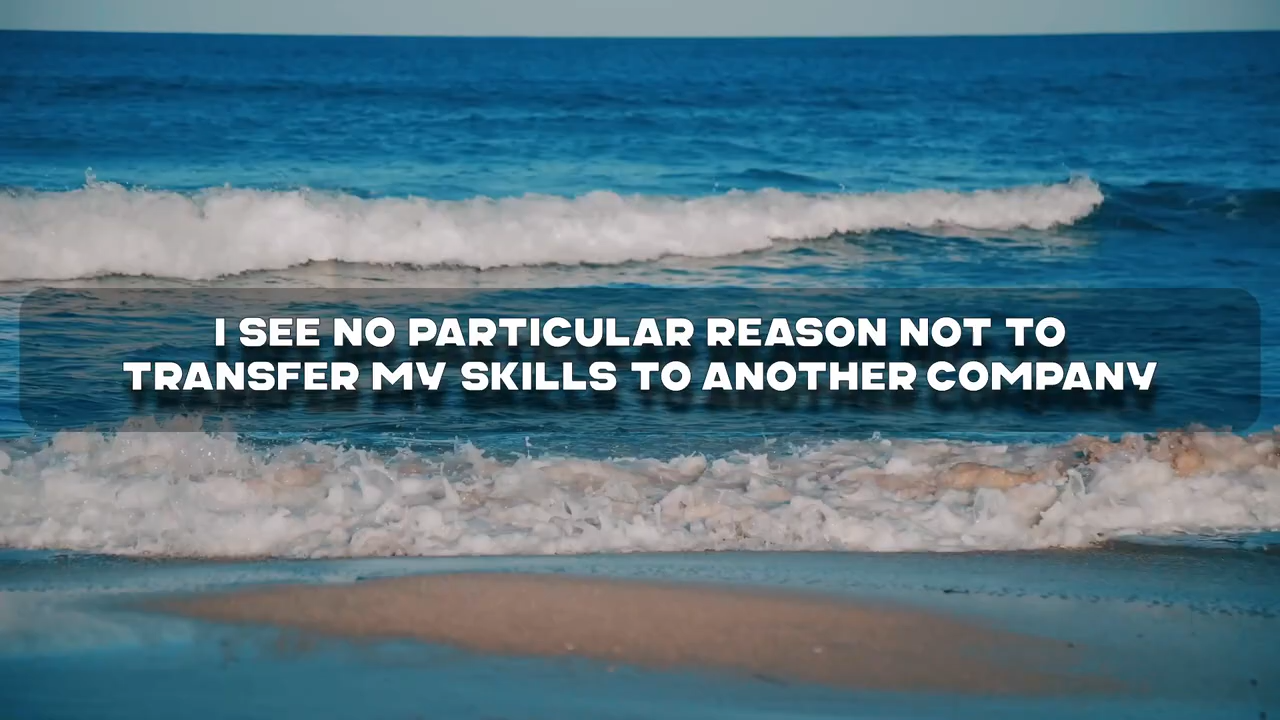 I SEE NO PARTICULAR REASON NOT TO
TRANSFER MY SKILLS TO ANOTHER COMPANY